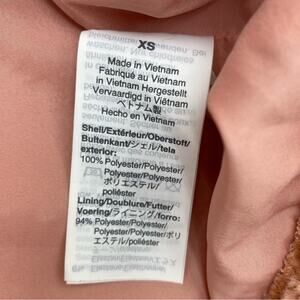 XS
Made in Vietnam
Fabriqué au Vietnam
in Vietnam Hergestellt
Vervaardigd in Viëtnam
ベトナム製
Hecho en Vietnam
Shell/Extérieur/Oberstoff/
Buitenkant/シェル/tela
exterior:
100% Polyester/Polyester/
Polyester/Polyester/ポ
リエステル/poliéster
Lining/Doublure/Futter/
Voering/ライニング/forro:
94% Polyester/Polyester/
Polyester/Polyester/ポリ
エステル/poliéster